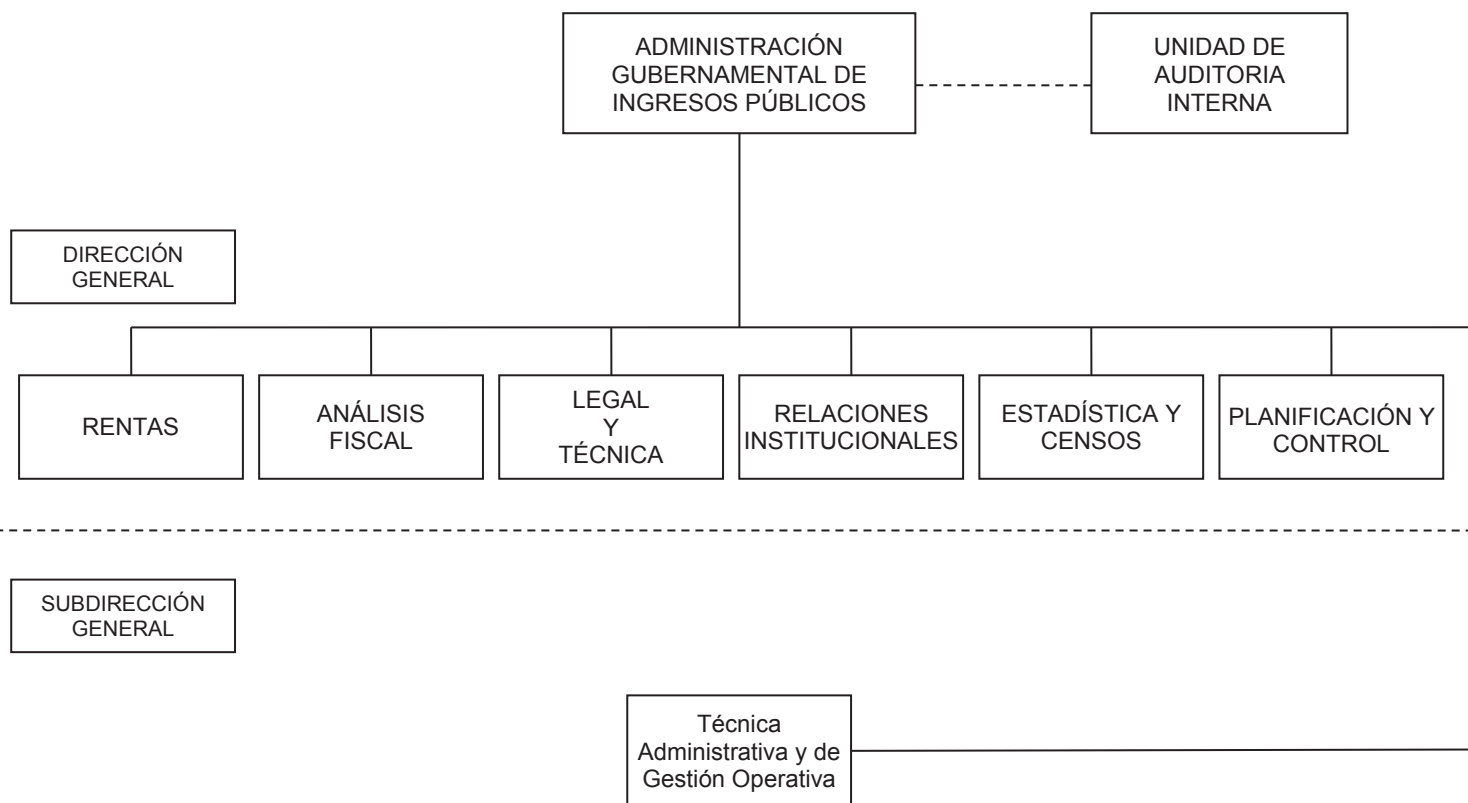 ADMINISTRACIÓN
GUBERNAMENTAL DE
INGRESOS PÚBLICOS
UNIDAD DE
AUDITORIA
INTERNA
DIRECCIÓN
GENERAL
RENTAS
ANÁLISIS
FISCAL
LEGAL
Y
TÉCNICA
RELACIONES
INSTITUCIONALES
ESTADÍSTICA Y
CENSOS
PLANIFICACIÓN Y
CONTROL
SUBDIRECCIÓN
GENERAL
Técnica
Administrativa y de
Gestión Operativa